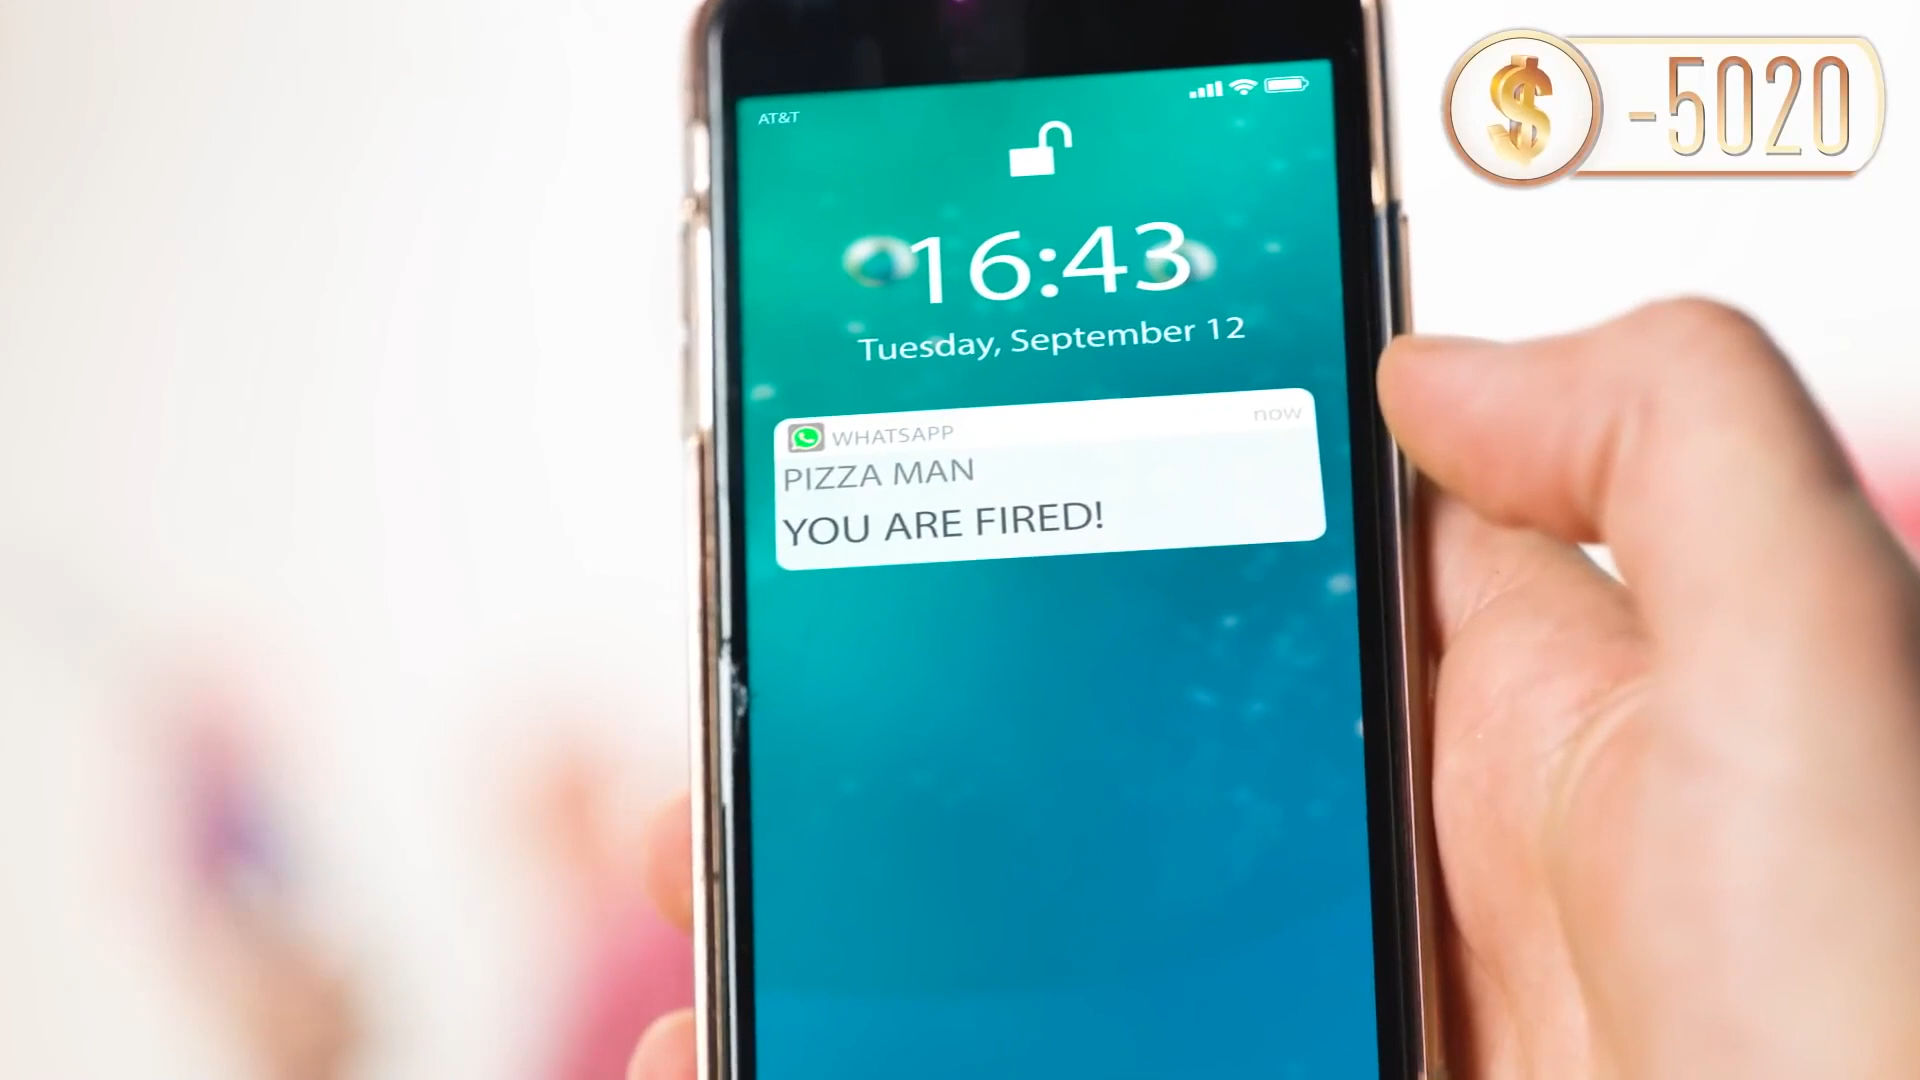 $ -5020
AT&T
16:43
Tuesday, September 12
WHATSAPP now
PIZZA MAN
YOU ARE FIRED!